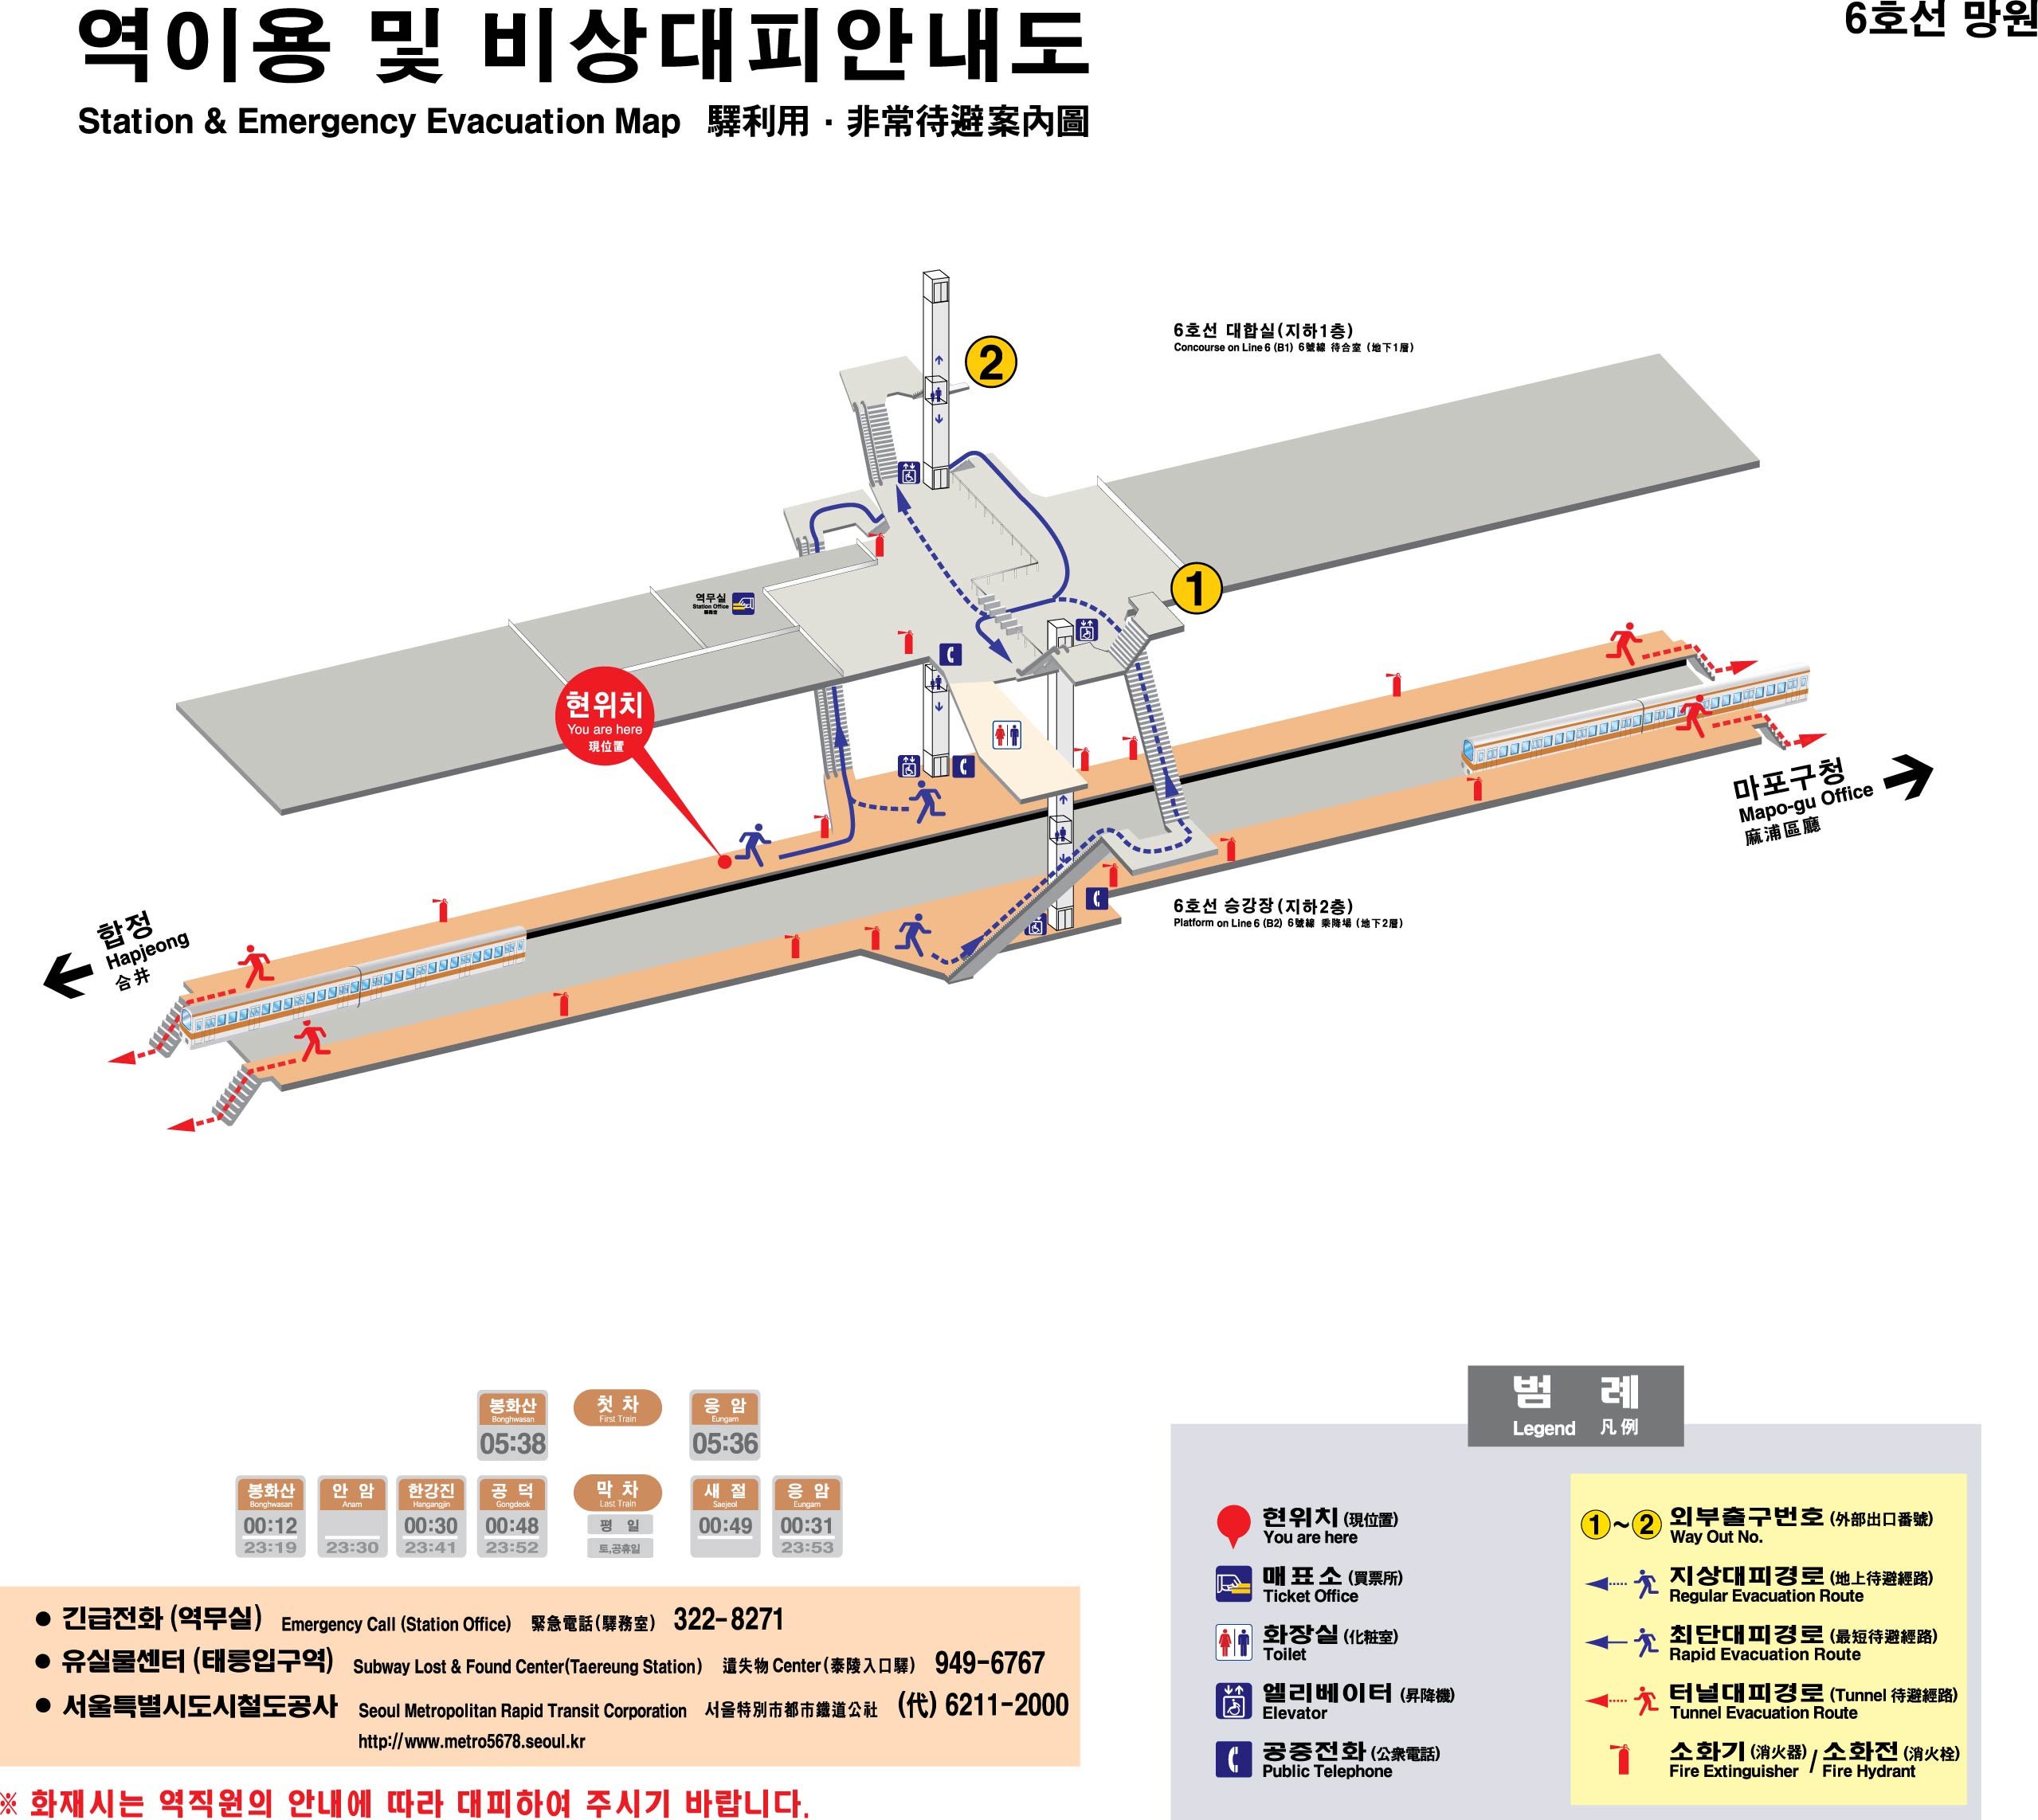 역이용 및 비상대피안내도
Station & Emergency Evacuation Map 驛利用 · 非常待避案內圖
6호선 망원
2
6호선 대합실(지하1층)
Concourse on Line 6 (B1) 6號線 待合室 (地下1層)
1
역무실
Station Office
驛務室
현위치
You are here
現位置
마포구청
Mapo-gu Office
麻浦區廳
합정
Hapjeong
合井
6호선 승강장(지하2층)
Platform on Line 6 (B2) 6號線 乘降場 (地下2層)
봉화산
Bonghwasan
05:38
첫 차
First Train
응 암
Eungam
05:36
봉화산
Bonghwasan
00:12
23:19
안 암
Anam
23:30
한강진
Hangangjin
00:30
23:41
공 덕
Gongdeok
00:48
23:52
막 차
Last Train
평 일
토.공휴일
새 절
Saejeol
00:49
응 암
Eungam
00:31
23:53
● 긴급전화 (역무실) Emergency Call (Station Office) 緊急電話(驛務室) 322-8271
● 유실물센터 (태릉입구역) Subway Lost & Found Center(Taereung Station) 遺失物 Center (泰陵入口驛) 949-6767
● 서울특별시도시철도공사 Seoul Metropolitan Rapid Transit Corporation 서울特別市都市鐵道公社 (代) 6211-2000
http://www.metro5678.seoul.kr
※ 화재시는 역직원의 안내에 따라 대피하여 주시기 바랍니다.
범 례
Legend 凡例
현위치 (現位置)
You are here
매표소 (買票所)
Ticket Office
화장실 (化粧室)
Toilet
엘리베이터 (昇降機)
Elevator
공중전화 (公衆電話)
Public Telephone
1~2 외부출구번호 (外部出口番號)
Way Out No.
지상대피경로 (地上待避經路)
Regular Evacuation Route
최단대피경로 (最短待避經路)
Rapid Evacuation Route
터널대피경로 (Tunnel 待避經路)
Tunnel Evacuation Route
소화기 (消火器) / 소화전 (消火栓)
Fire Extinguisher / Fire Hydrant